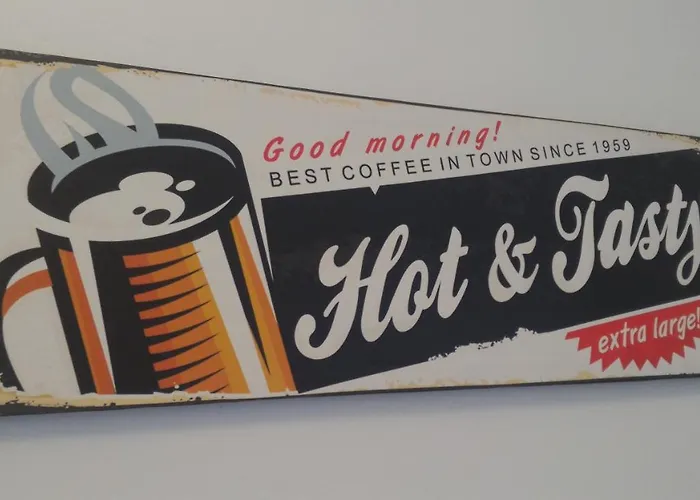 Good morning!
BEST COFFEE IN TOWN SINCE 1959
Hot & Tasty
extra large!